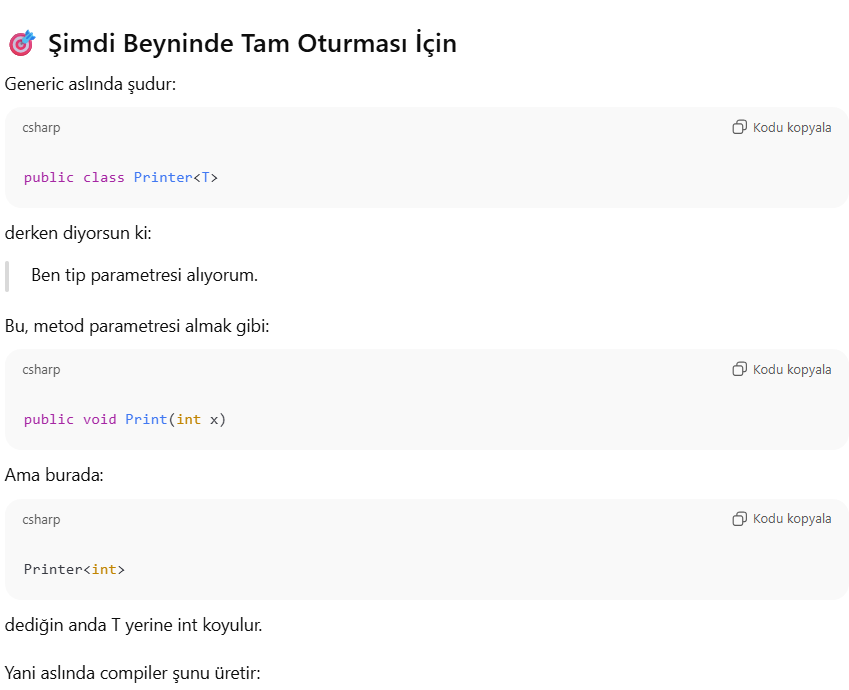 🎯 Şimdi Beyninde Tam Oturması İçin
Generic aslında şudur:
csharp
Kodu kopyala
public class Printer<T>
derken diyorsun ki:
Ben tip parametresi alıyorum.
Bu, metod parametresi almak gibi:
csharp
Kodu kopyala
public void Print(int x)
Ama burada:
csharp
Kodu kopyala
Printer<int>
dediğin anda T yerine int koyulur.
Yani aslında compiler şunu üretir: